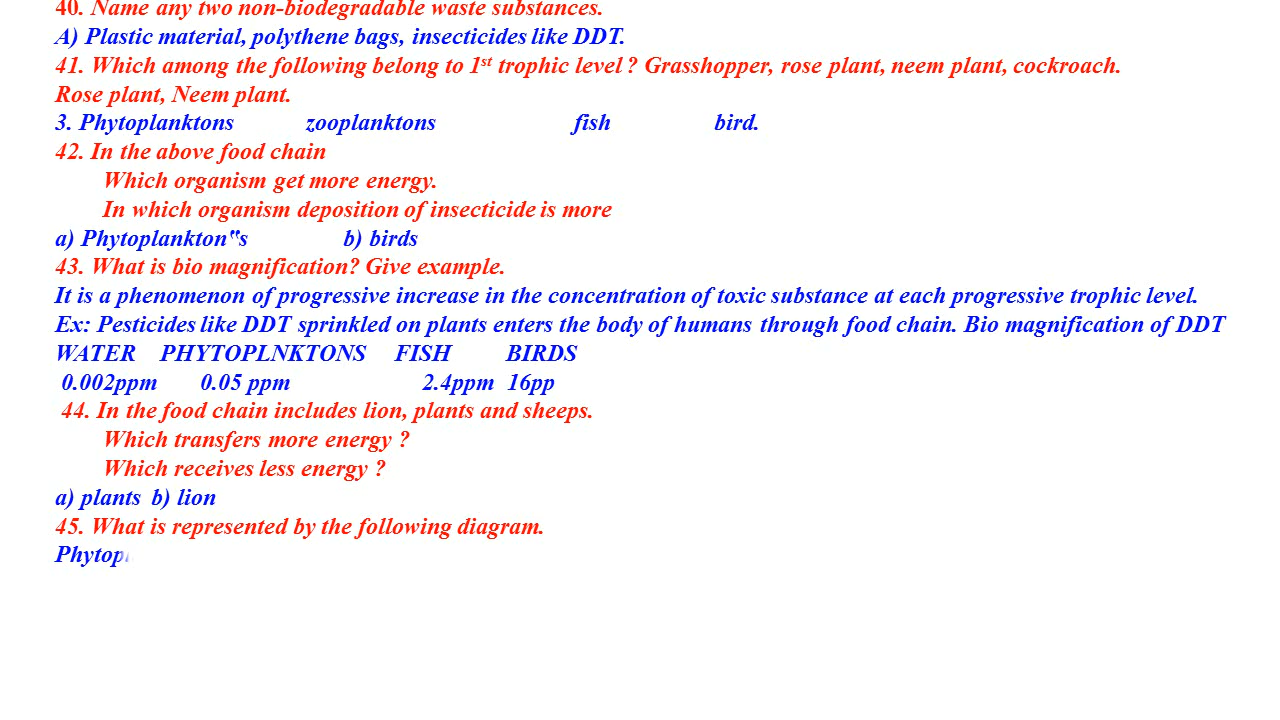 40. Name any two non-biodegradable waste substances.
A) Plastic material, polythene bags, insecticides like DDT.
41. Which among the following belong to 1st trophic level ? Grasshopper, rose plant, neem plant, cockroach.
Rose plant, Neem plant.
3. Phytoplanktons zooplanktons fish bird.
42. In the above food chain
Which organism get more energy.
In which organism deposition of insecticide is more
a) Phytoplankton‟s b) birds
43. What is bio magnification? Give example.
It is a phenomenon of progressive increase in the concentration of toxic substance at each progressive trophic level.
Ex: Pesticides like DDT sprinkled on plants enters the body of humans through food chain. Bio magnification of DDT
WATER PHYTOPLNKTONS FISH BIRDS
0.002ppm 0.05 ppm 2.4ppm 16pp
44. In the food chain includes lion, plants and sheeps.
Which transfers more energy ?
Which receives less energy ?
a) plants b) lion
45. What is represented by the following diagram.
Phytop